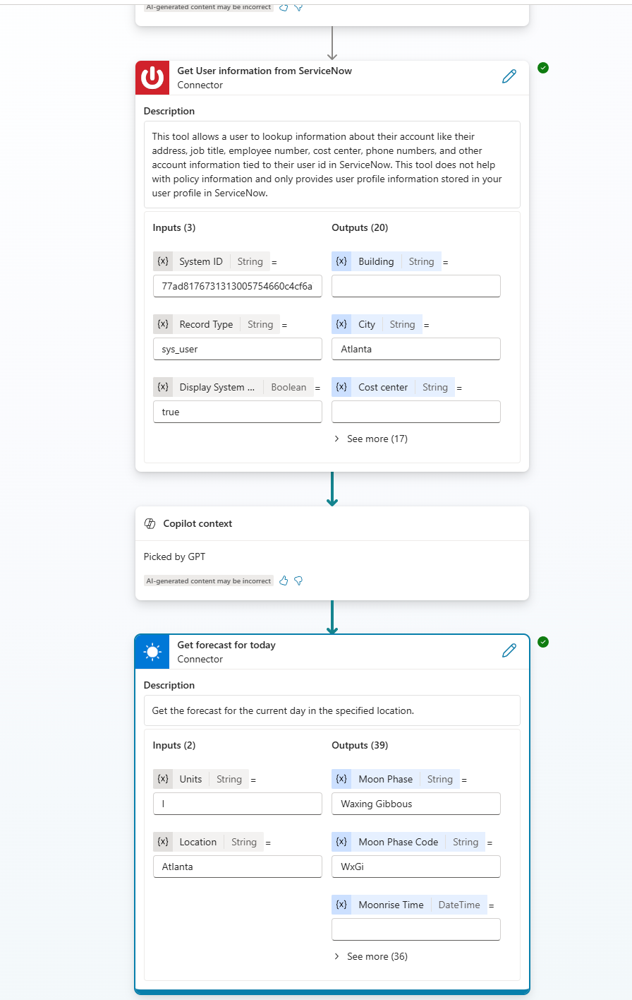 AI-generated content may be incorrect
Get User information from ServiceNow
Connector
Description
This tool allows a user to lookup information about their account like their
address, job title, employee number, cost center, phone numbers, and other
account information tied to their user id in ServiceNow. This tool does not help
with policy information and only provides user profile information stored in your
user profile in ServiceNow.
Inputs (3)
Outputs (20)
{x} System ID String =
{x} Building String =
77ad8176731313005754660c4cf6a
{x} Record Type String =
{x} City String =
sys_user
Atlanta
{x} Display System ... Boolean =
{x} Cost center String =
true
See more (17)
Copilot context
Picked by GPT
AI-generated content may be incorrect
Get forecast for today
Connector
Description
Get the forecast for the current day in the specified location.
Inputs (2)
Outputs (39)
{x} Units String =
{x} Moon Phase String =
I
Waxing Gibbous
{x} Location String =
{x} Moon Phase Code String =
Atlanta
WxGi
{x} Moonrise Time DateTime =
See more (36)